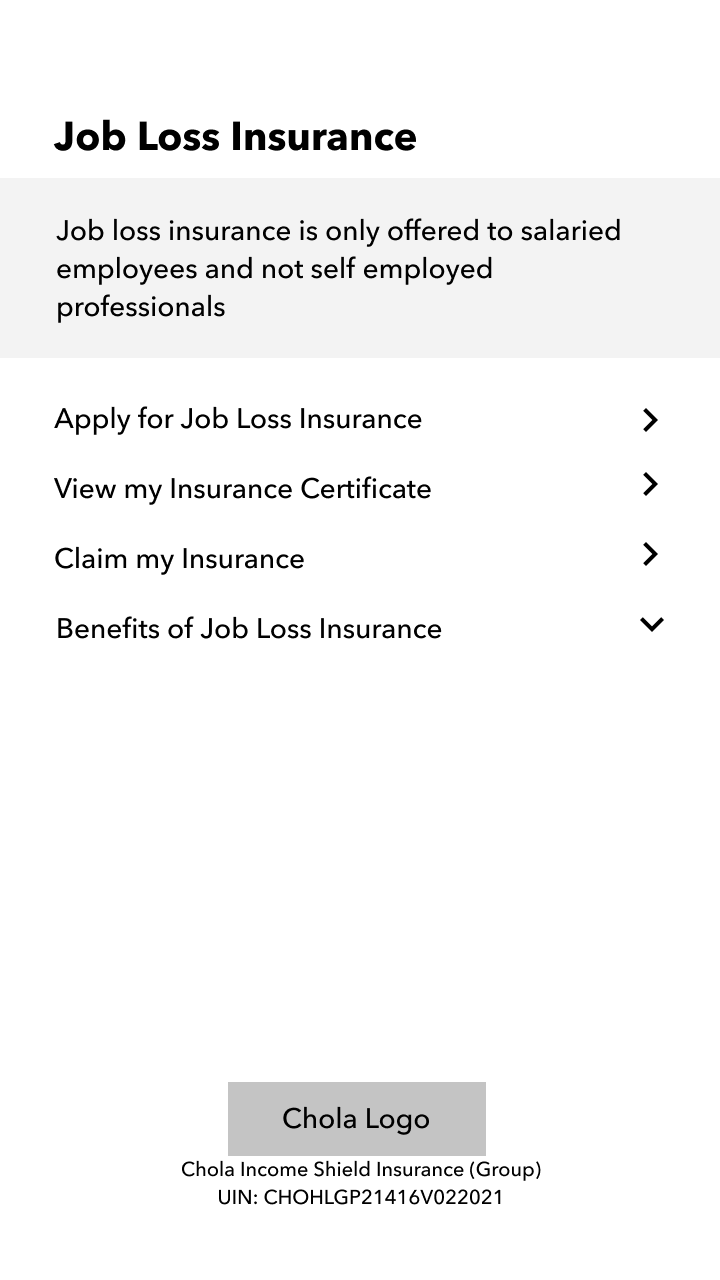 Job Loss Insurance
Job loss insurance is only offered to salaried
employees and not self employed
professionals
Apply for Job Loss Insurance
View my Insurance Certificate
Claim my Insurance
Benefits of Job Loss Insurance
Chola Logo
Chola Income Shield Insurance (Group)
UIN: CHOHLGP21416V022021